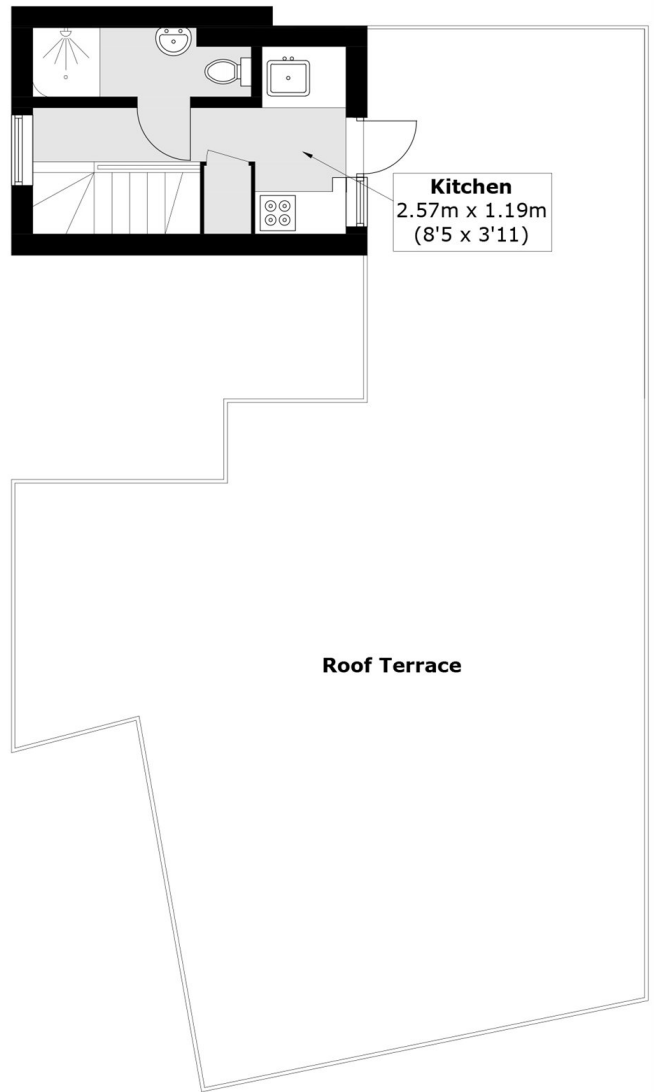 Kitchen
2.57m x 1.19m
(8'5 x 3'11)
Roof Terrace